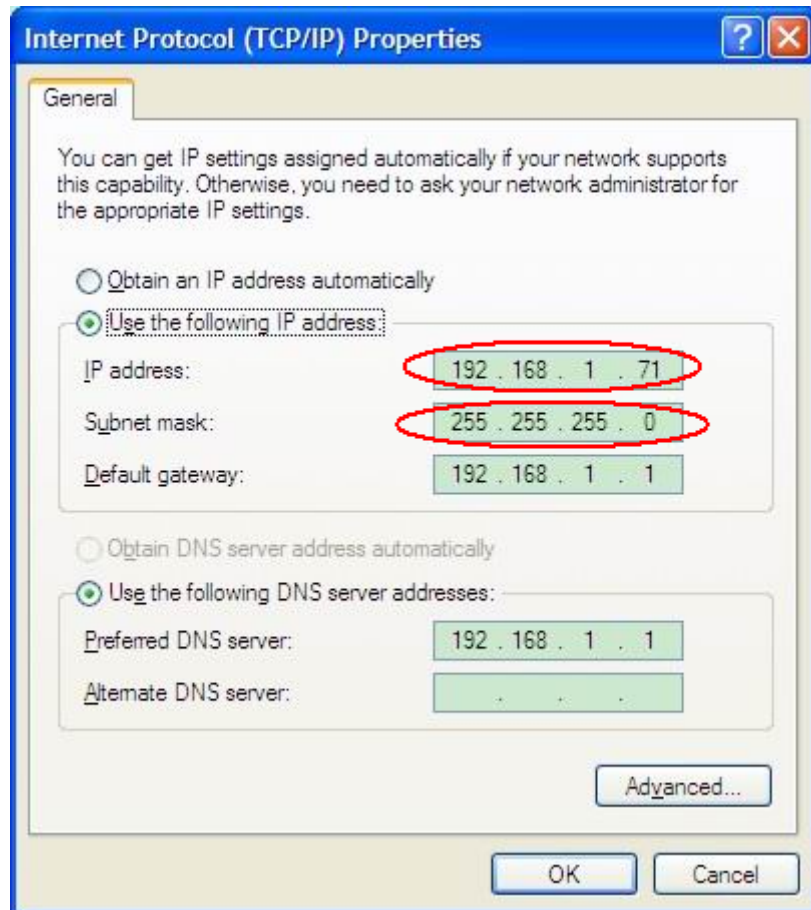 Internet Protocol (TCP/IP) Properties
General
You can get IP settings assigned automatically if your network supports
this capability. Otherwise, you need to ask your network administrator for
the appropriate IP settings.
Obtain an IP address automatically
Use the following IP address:
IP address: 192 . 168 . 1 . 71
Subnet mask: 255 . 255 . 255 . 0
Default gateway: 192 . 168 . 1 . 1
Obtain DNS server address automatically
Use the following DNS server addresses:
Preferred DNS server: 192 . 168 . 1 . 1
Alternate DNS server: . . .
Advanced...
OK Cancel